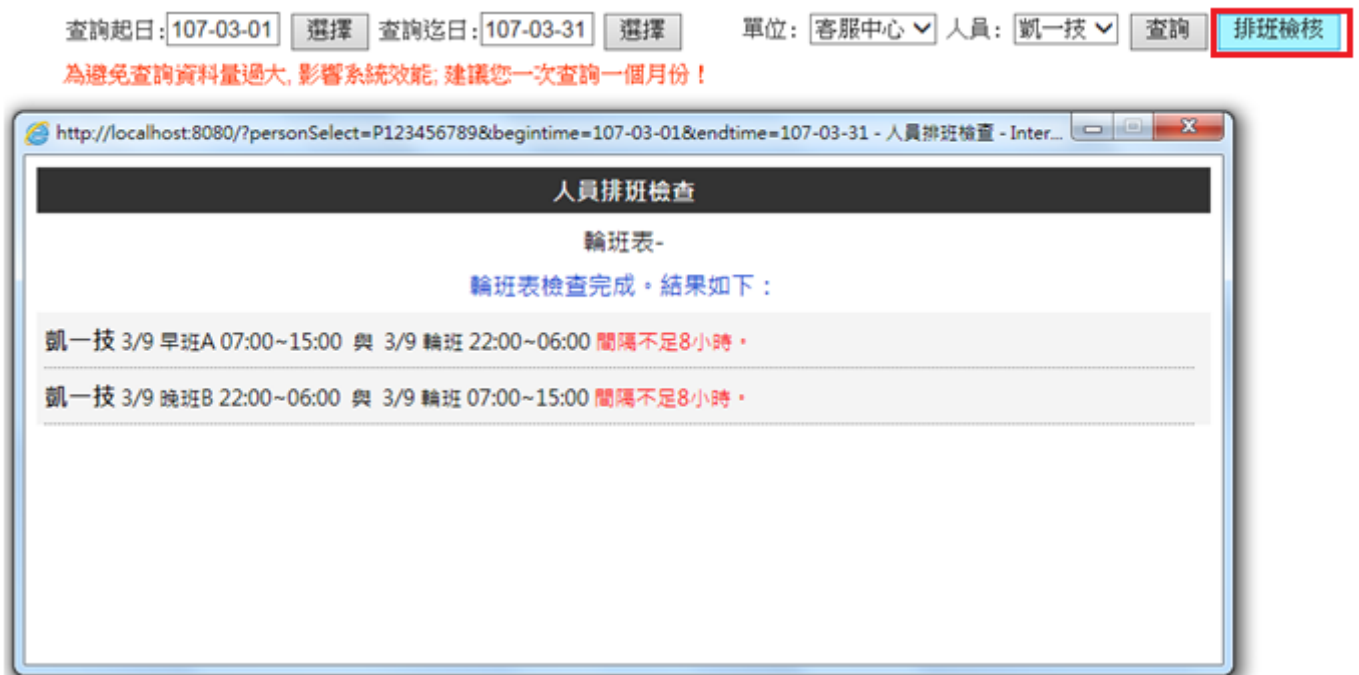 查詢起日:107-03-01 選擇 查詢迄日:107-03-31 選擇 單位: 客服中心 人員: 凱一技 查詢 排班檢核
為避免查詢資料量過大, 影響系統效能; 建議您一次查詢一個月份！
http://localhost:8080/?personSelect=P123456789&begintime=107-03-01&endtime=107-03-31 - 人員排班檢查 - Inter...
人員排班檢查
輪班表-
輪班表檢查完成。結果如下：
凱一技 3/9 早班A 07:00~15:00 與 3/9 輪班 22:00~06:00 間隔不足8小時。
凱一技 3/9 晚班B 22:00~06:00 與 3/9 輪班 07:00~15:00 間隔不足8小時。